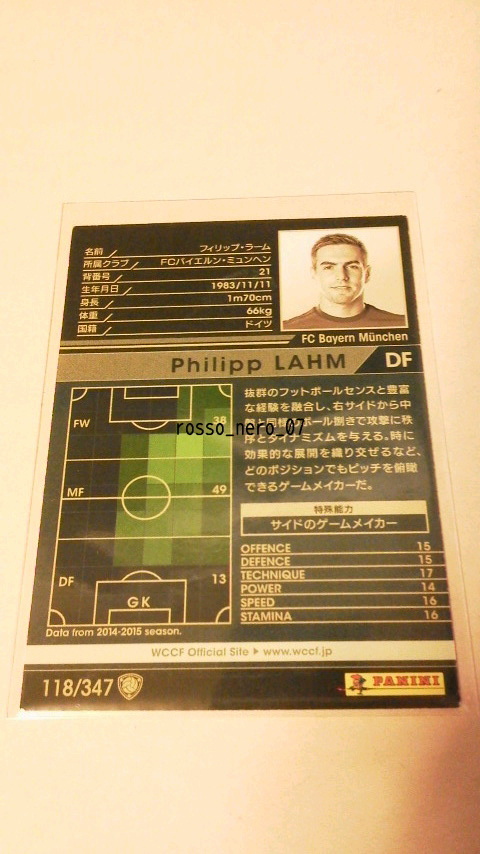 名前 フィリップ・ラーム
所属クラブ FCバイエルン・ミュンヘン
背番号 21
生年月日 1983/11/11
身長 1m70cm
体重 66kg
国籍 ドイツ
FC Bayern München
Philipp LAHM DF
FW 38
MF 49
DF 13
GK
Data from 2014-2015 season.
抜群のフットボールセンスと豊富
な経験を融合し、右サイドから中
ボール捌きで攻撃に秩
序とダイナミズムを与える。時に
効果的な展開を織り交ぜるなど、
どのポジションでもピッチを俯瞰
できるゲームメイカーだ。
rosso_nero_07
特殊能力
サイドのゲームメイカー
OFFENCE 15
DEFENCE 15
TECHNIQUE 17
POWER 14
SPEED 16
STAMINA 16
WCCF Official Site ▶ www.wccf.jp
118/347
PANINI